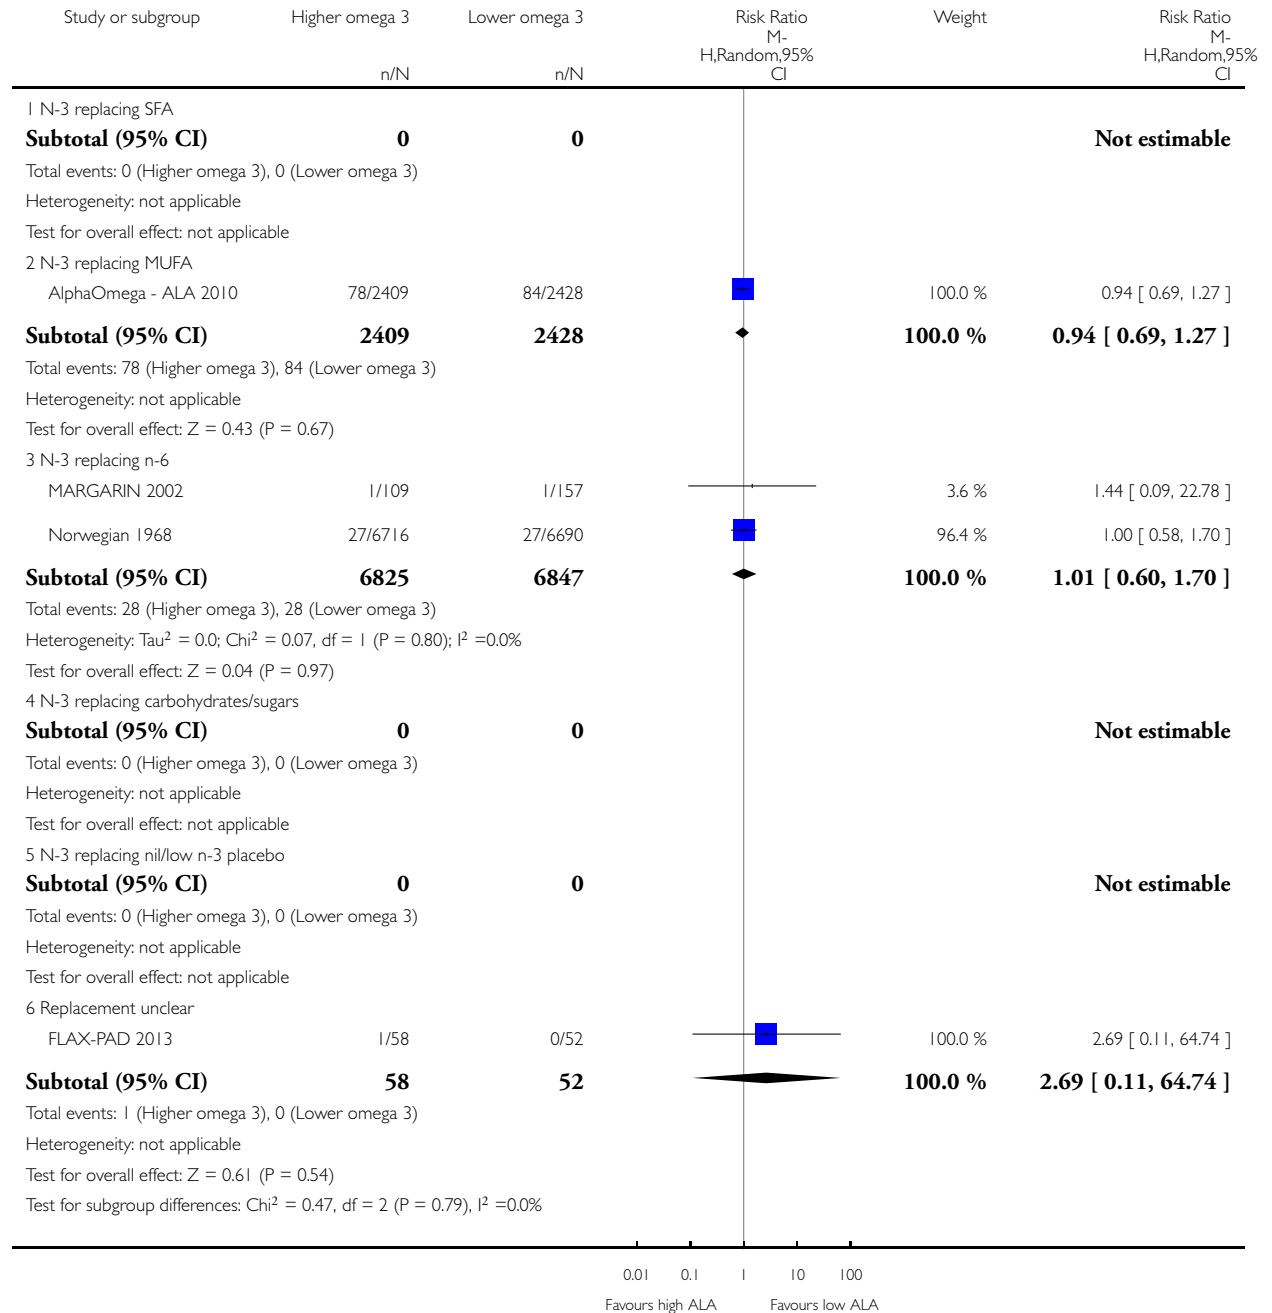 Study or subgroup Higher omega 3 Lower omega 3 Risk Ratio Weight Risk Ratio
M- M-
H,Random,95% H,Random,95%
n/N n/N CI CI
1 N-3 replacing SFA
Subtotal (95% CI) 0 0 Not estimable
Total events: 0 (Higher omega 3), 0 (Lower omega 3)
Heterogeneity: not applicable
Test for overall effect: not applicable
2 N-3 replacing MUFA
AlphaOmega - ALA 2010 78/2409 84/2428 100.0 % 0.94 [ 0.69, 1.27 ]
Subtotal (95% CI) 2409 2428 100.0 % 0.94 [ 0.69, 1.27 ]
Total events: 78 (Higher omega 3), 84 (Lower omega 3)
Heterogeneity: not applicable
Test for overall effect: Z = 0.43 (P = 0.67)
3 N-3 replacing n-6
MARGARIN 2002 1/109 1/157 3.6 % 1.44 [ 0.09, 22.78 ]
Norwegian 1968 27/6716 27/6690 96.4 % 1.00 [ 0.58, 1.70 ]
Subtotal (95% CI) 6825 6847 100.0 % 1.01 [ 0.60, 1.70 ]
Total events: 28 (Higher omega 3), 28 (Lower omega 3)
Heterogeneity: Tau² = 0.0; Chi² = 0.07, df = 1 (P = 0.80); I² =0.0%
Test for overall effect: Z = 0.04 (P = 0.97)
4 N-3 replacing carbohydrates/sugars
Subtotal (95% CI) 0 0 Not estimable
Total events: 0 (Higher omega 3), 0 (Lower omega 3)
Heterogeneity: not applicable
Test for overall effect: not applicable
5 N-3 replacing nil/low n-3 placebo
Subtotal (95% CI) 0 0 Not estimable
Total events: 0 (Higher omega 3), 0 (Lower omega 3)
Heterogeneity: not applicable
Test for overall effect: not applicable
6 Replacement unclear
FLAX-PAD 2013 1/58 0/52 100.0 % 2.69 [ 0.11, 64.74 ]
Subtotal (95% CI) 58 52 100.0 % 2.69 [ 0.11, 64.74 ]
Total events: 1 (Higher omega 3), 0 (Lower omega 3)
Heterogeneity: not applicable
Test for overall effect: Z = 0.61 (P = 0.54)
Test for subgroup differences: Chi² = 0.47, df = 2 (P = 0.79), I² =0.0%
0.01 0.1 1 10 100
Favours high ALA Favours low ALA